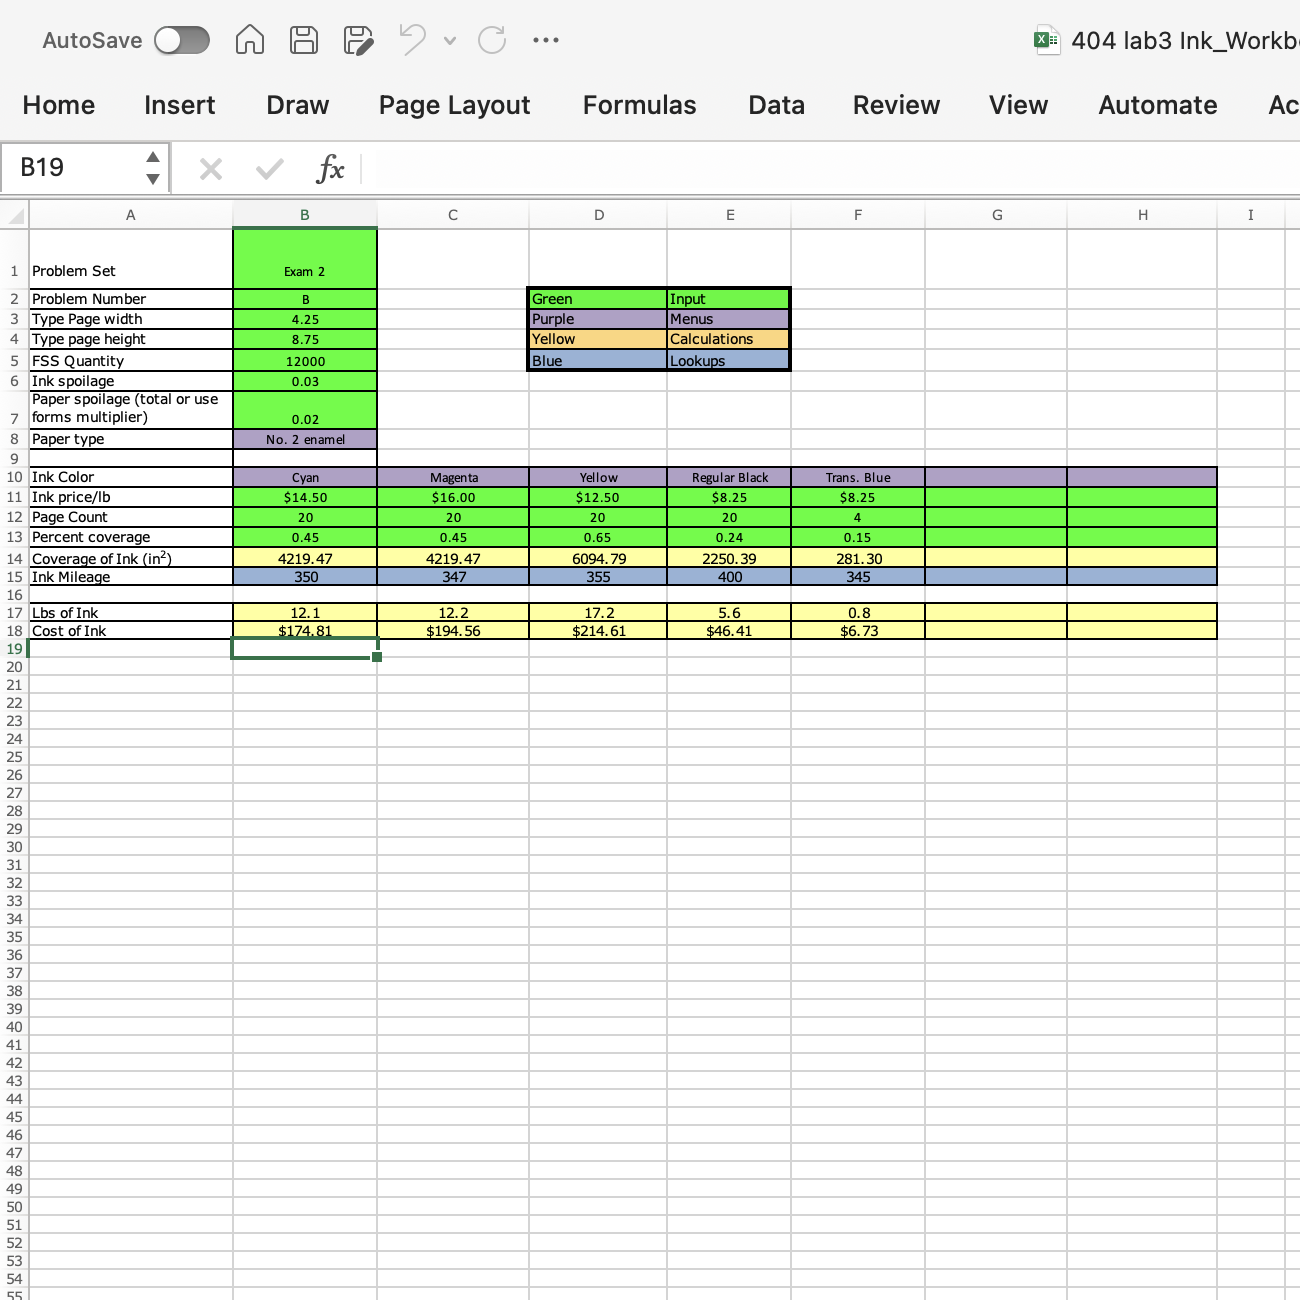 AutoSave 404 lab3 Ink_Workb
Home Insert Draw Page Layout Formulas Data Review View Automate Ac
B19 fx
A B C D E F G H I
1 Problem Set Exam 2
2 Problem Number B Green Input
3 Type Page width 4.25 Purple Menus
4 Type page height 8.75 Yellow Calculations
5 FSS Quantity 12000 Blue Lookups
6 Ink spoilage 0.03
Paper spoilage (total or use
7 forms multiplier) 0.02
8 Paper type No. 2 enamel
9
10 Ink Color Cyan Magenta Yellow Regular Black Trans. Blue
11 Ink price/lb $14.50 $16.00 $12.50 $8.25 $8.25
12 Page Count 20 20 20 20 4
13 Percent coverage 0.45 0.45 0.65 0.24 0.15
14 Coverage of Ink (in²) 4219.47 4219.47 6094.79 2250.39 281.30
15 Ink Mileage 350 347 355 400 345
16
17 Lbs of Ink 12.1 12.2 17.2 5.6 0.8
18 Cost of Ink $174.81 $194.56 $214.61 $46.41 $6.73
19
20
21
22
23
24
25
26
27
28
29
30
31
32
33
34
35
36
37
38
39
40
41
42
43
44
45
46
47
48
49
50
51
52
53
54
55